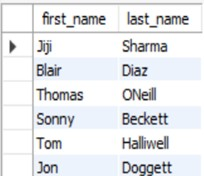 first_name last_name
Jiji Sharma
Blair Diaz
Thomas ONeill
Sonny Beckett
Tom Halliwell
Jon Doggett